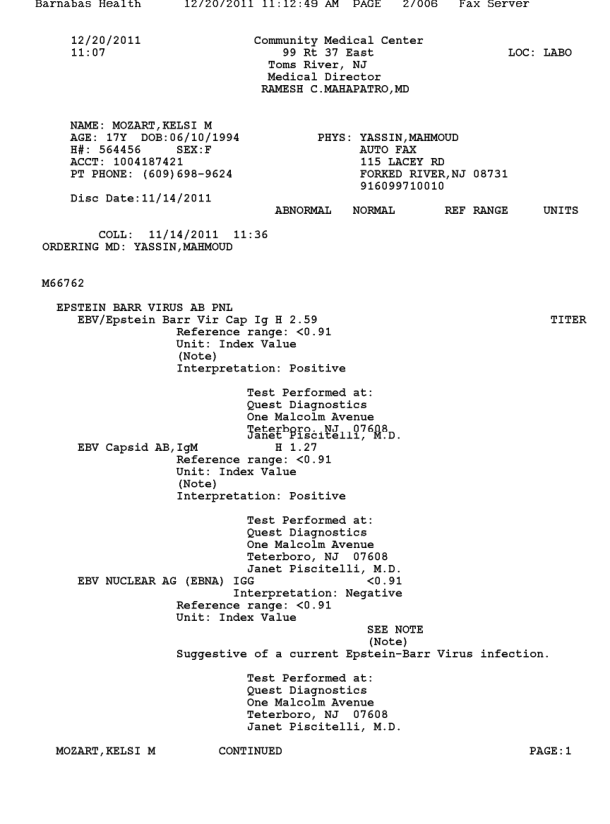 Barnabas Health 12/20/2011 11:12:49 AM PAGE 2/006 Fax Server
12/20/2011 Community Medical Center
11:07 99 Rt 37 East LOC: LABO
Toms River, NJ
Medical Director
RAMESH C.MAHAPATRO,MD
NAME: MOZART,KELSI M
AGE: 17Y DOB:06/10/1994 PHYS: YASSIN,MAHMOUD
H#: 564456 SEX:F AUTO FAX
ACCT: 1004187421 115 LACEY RD
PT PHONE: (609)698-9624 FORKED RIVER,NJ 08731
916099710010
Disc Date:11/14/2011
ABNORMAL NORMAL REF RANGE UNITS
COLL: 11/14/2011 11:36
ORDERING MD: YASSIN,MAHMOUD
M66762
EPSTEIN BARR VIRUS AB PNL
EBV/Epstein Barr Vir Cap Ig H 2.59 TITER
Reference range: <0.91
Unit: Index Value
(Note)
Interpretation: Positive
Test Performed at:
Quest Diagnostics
One Malcolm Avenue
Teterboro, NJ 07608
Janet Piscitelli, M.D.
EBV Capsid AB,IgM H 1.27
Reference range: <0.91
Unit: Index Value
(Note)
Interpretation: Positive
Test Performed at:
Quest Diagnostics
One Malcolm Avenue
Teterboro, NJ 07608
Janet Piscitelli, M.D.
EBV NUCLEAR AG (EBNA) IGG <0.91
Interpretation: Negative
Reference range: <0.91
Unit: Index Value
SEE NOTE
(Note)
Suggestive of a current Epstein-Barr Virus infection.
Test Performed at:
Quest Diagnostics
One Malcolm Avenue
Teterboro, NJ 07608
Janet Piscitelli, M.D.
MOZART,KELSI M CONTINUED PAGE:1